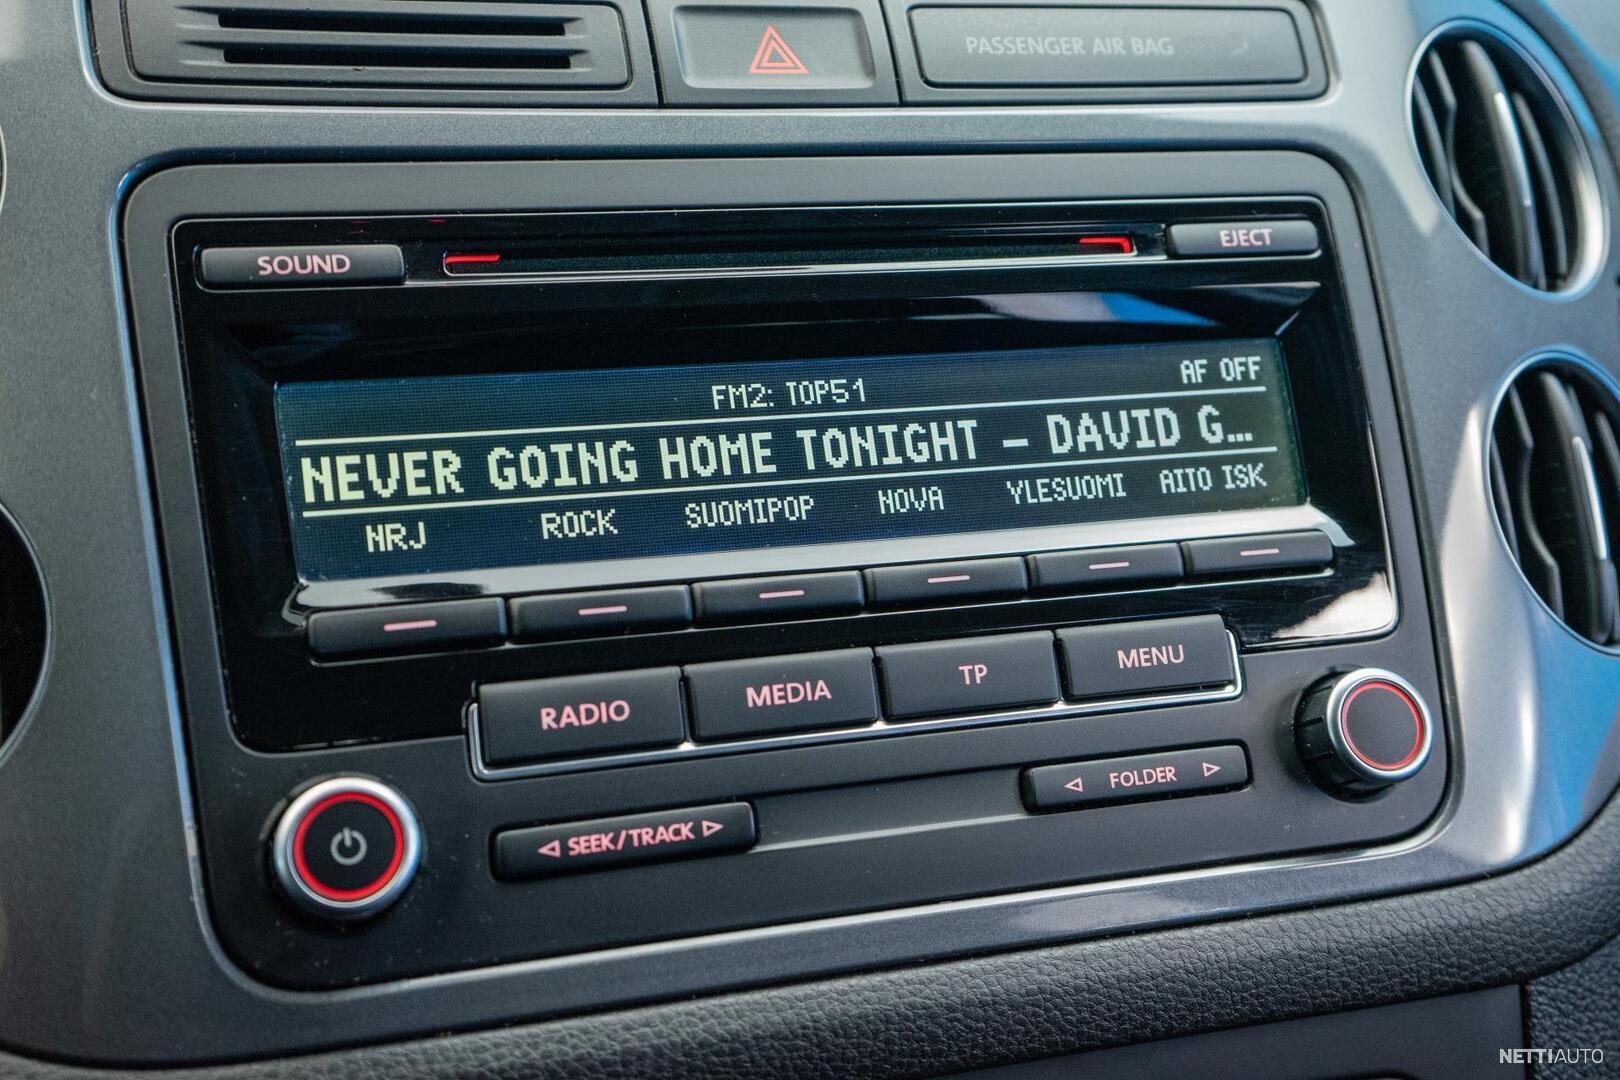 PASSENGER AIR BAG
SOUND
EJECT
AF OFF
FM2: TOP51
NEVER GOING HOME TONIGHT – DAVID G...
NRJ ROCK SUOMIPOP NOVA YLESUOMI AITO ISK
RADIO MEDIA TP MENU
SEEK/TRACK
FOLDER
NETTIAUTO